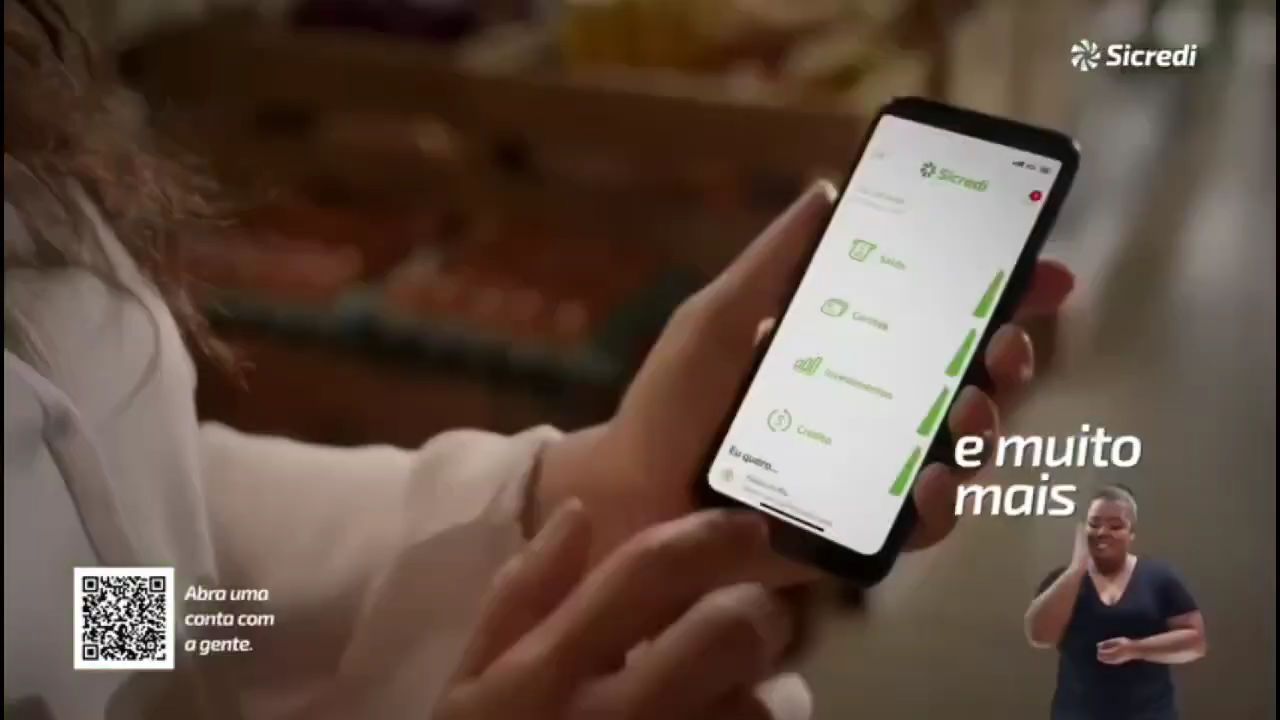 Sicredi
Sicredi
Saldo
Cartões
Investimentos
Crédito
Eu quero...
e muito
mais
Abra uma
conta com
a gente.